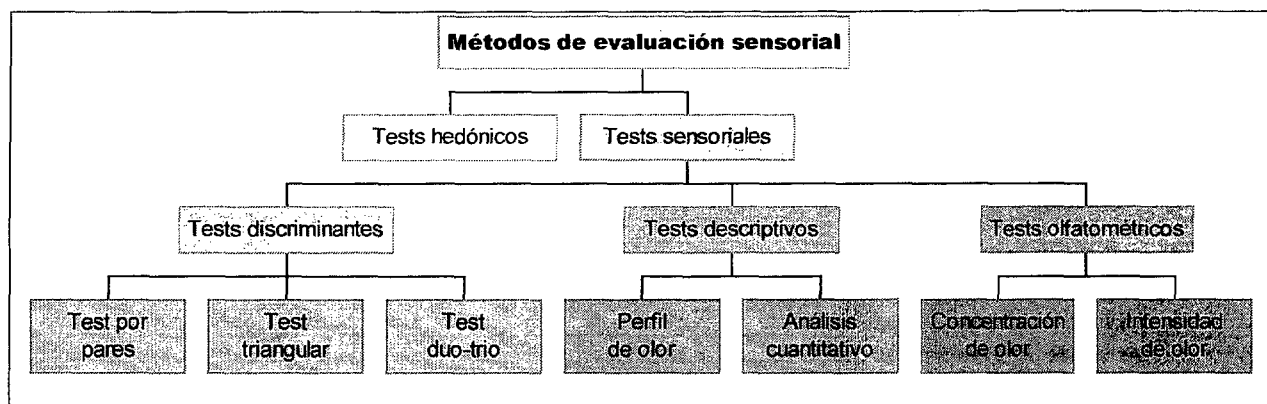 Métodos de evaluación sensorial
Tests hedónicos
Tests sensoriales
Tests discriminantes
Tests descriptivos
Tests olfatométricos
Test por
pares
Test
triangular
Test
duo-trio
Perfil
de olor
Análisis
cuantitativo
Concentración
de olor
Intensidad
de olor